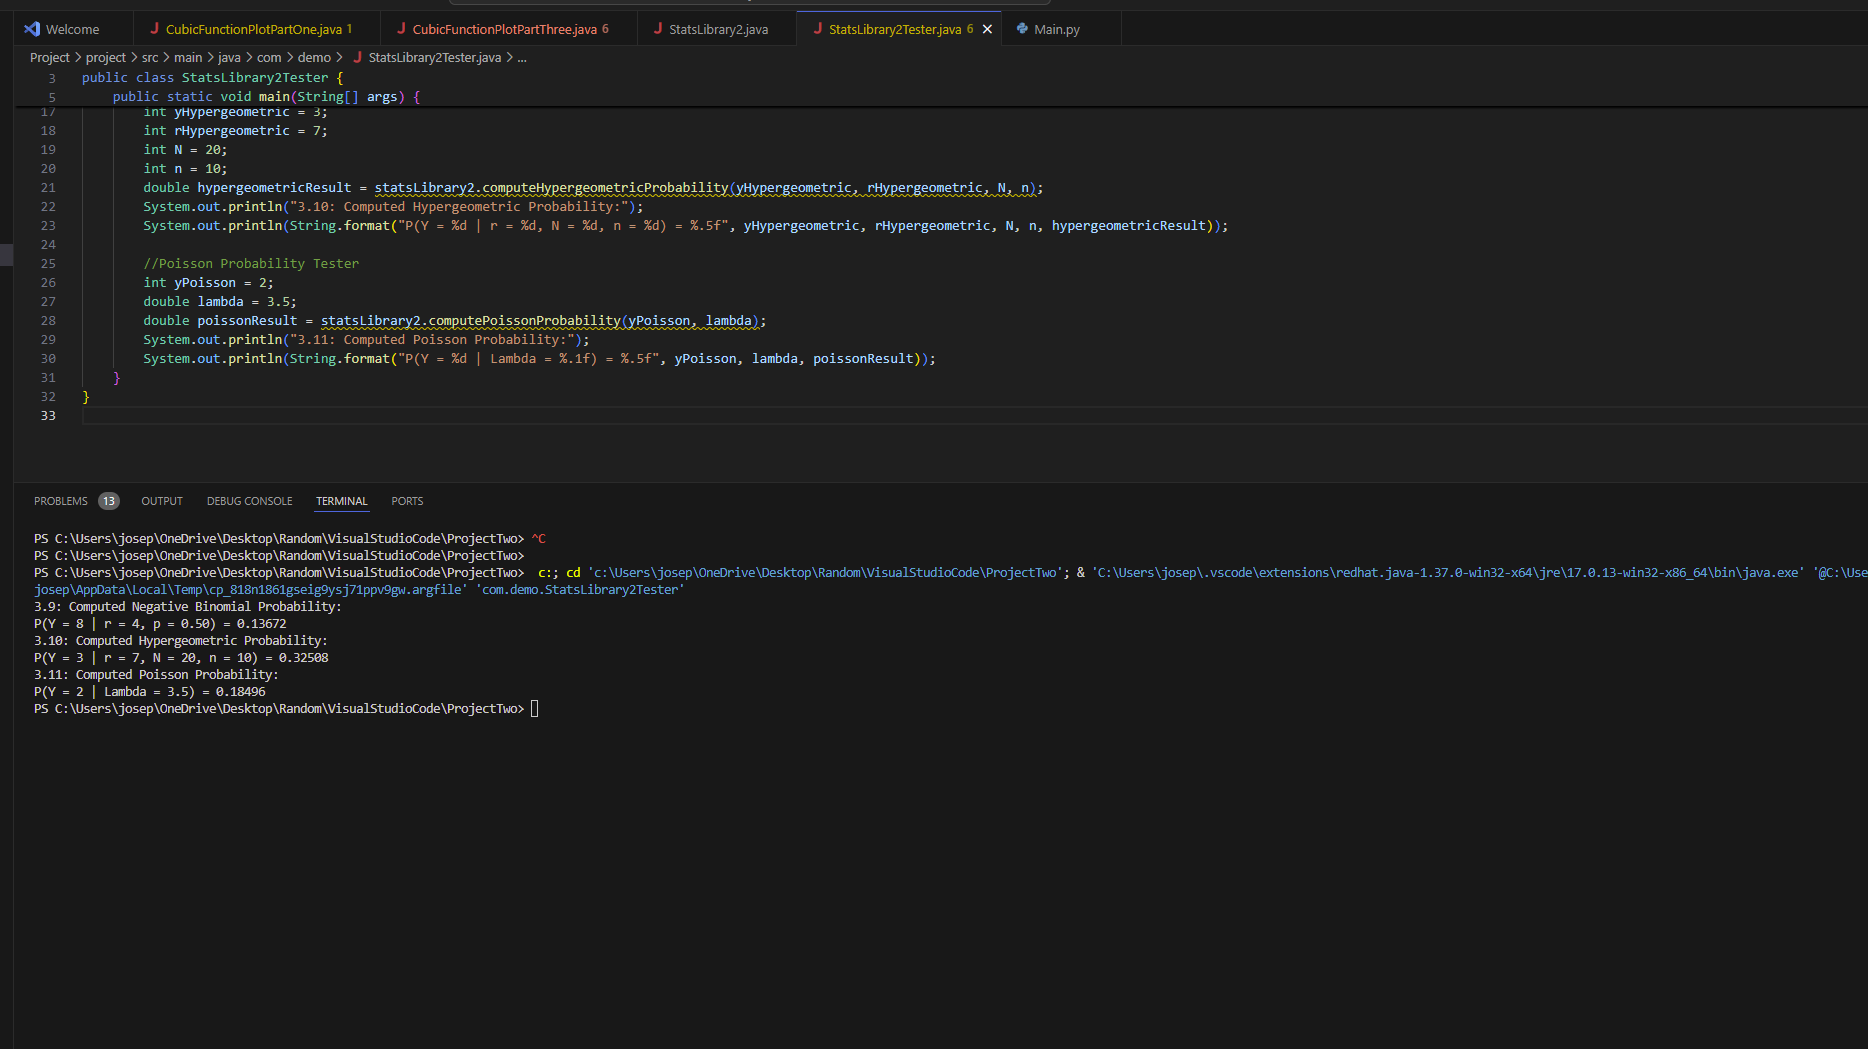 Welcome CubicFunctionPlotPartOne.java 1 CubicFunctionPlotPartThree.java 6 StatsLibrary2.java StatsLibrary2Tester.java 6 Main.py
Project > project > src > main > java > com > demo > StatsLibrary2Tester.java > ...
3 public class StatsLibrary2Tester {
5 public static void main(String[] args) {
17 int yHypergeometric = 3;
18 int rHypergeometric = 7;
19 int N = 20;
20 int n = 10;
21 double hypergeometricResult = statsLibrary2.computeHypergeometricProbability(yHypergeometric, rHypergeometric, N, n);
22 System.out.println("3.10: Computed Hypergeometric Probability:");
23 System.out.println(String.format("P(Y = %d | r = %d, N = %d, n = %d) = %.5f", yHypergeometric, rHypergeometric, N, n, hypergeometricResult));
24
25 //Poisson Probability Tester
26 int yPoisson = 2;
27 double lambda = 3.5;
28 double poissonResult = statsLibrary2.computePoissonProbability(yPoisson, lambda);
29 System.out.println("3.11: Computed Poisson Probability:");
30 System.out.println(String.format("P(Y = %d | Lambda = %.1f) = %.5f", yPoisson, lambda, poissonResult));
31 }
32 }
33
PROBLEMS 13 OUTPUT DEBUG CONSOLE TERMINAL PORTS
PS C:\Users\josep\OneDrive\Desktop\Random\VisualStudioCode\ProjectTwo> ^C
PS C:\Users\josep\OneDrive\Desktop\Random\VisualStudioCode\ProjectTwo>
PS C:\Users\josep\OneDrive\Desktop\Random\VisualStudioCode\ProjectTwo> c:; cd 'c:\Users\josep\OneDrive\Desktop\Random\VisualStudioCode\ProjectTwo'; & 'C:\Users\josep\.vscode\extensions\redhat.java-1.37.0-win32-x64\jre\17.0.13-win32-x86_64\bin\java.exe' '@C:\Use
josep\AppData\Local\Temp\cp_818n1861gseig9ysj71ppv9gw.argfile' 'com.demo.StatsLibrary2Tester'
3.9: Computed Negative Binomial Probability:
P(Y = 8 | r = 4, p = 0.50) = 0.13672
3.10: Computed Hypergeometric Probability:
P(Y = 3 | r = 7, N = 20, n = 10) = 0.32508
3.11: Computed Poisson Probability:
P(Y = 2 | Lambda = 3.5) = 0.18496
PS C:\Users\josep\OneDrive\Desktop\Random\VisualStudioCode\ProjectTwo>